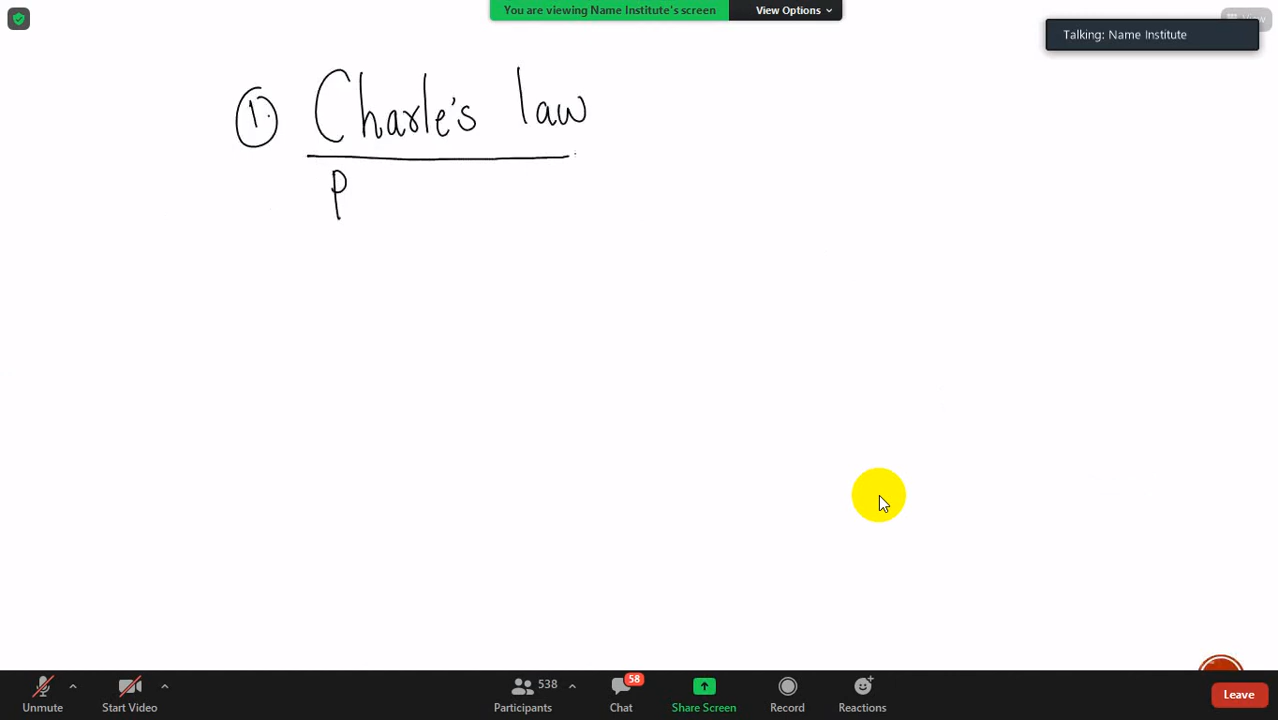 You are viewing Name Institute's screen
View Options
View
Talking: Name Institute
1. Charle's law
P
Unmute
Start Video
538
Participants
58
Chat
Share Screen
Record
Reactions
Leave